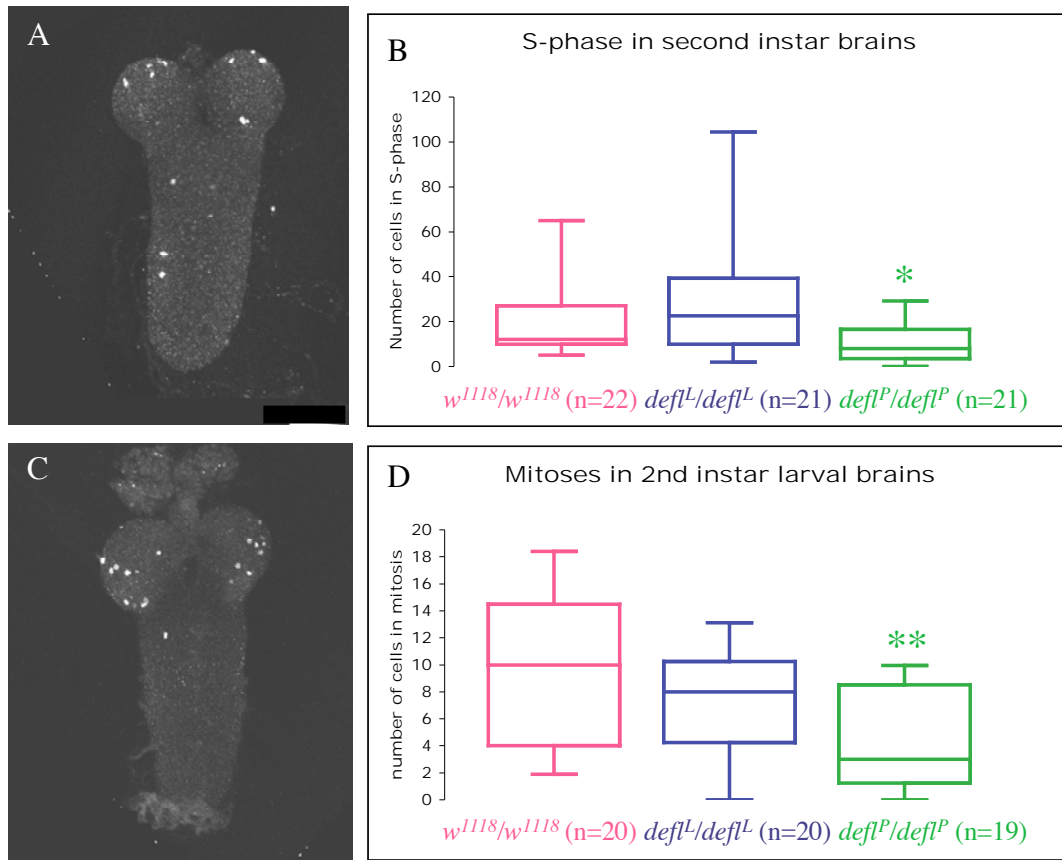 A
B
S-phase in second instar brains
Number of cells in S-phase
120
100
80
60
40
20
0
*
w1118/w1118 (n=22) deflL/deflL (n=21) deflP/deflP (n=21)
C
D
Mitoses in 2nd instar larval brains
number of cells in mitosis
20
18
16
14
12
10
8
6
4
2
0
**
w1118/w1118 (n=20) deflL/deflL (n=20) deflP/deflP (n=19)